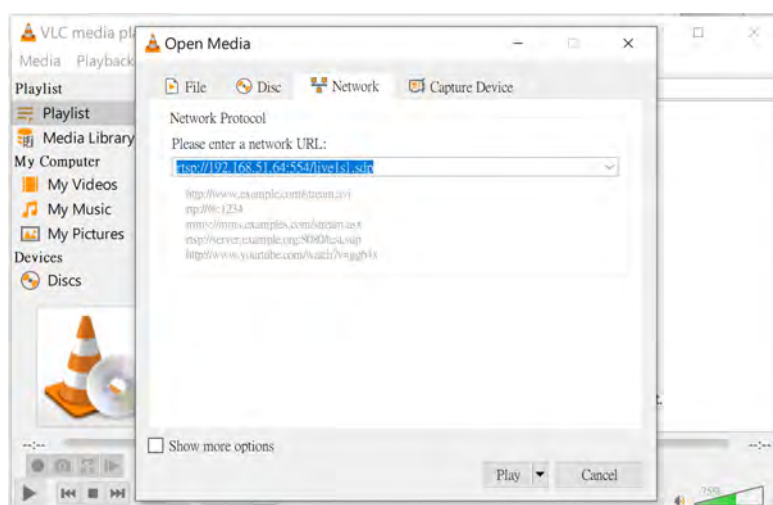 VLC media pl
Media Playback
Open Media
Playlist
Playlist
Media Library
My Computer
My Videos
My Music
My Pictures
Devices
Discs
File Disc Network Capture Device
Network Protocol
Please enter a network URL:
rtsp://192.168.51.64:554/live1s1.sdp
http://www.example.com/stream.avi
rtp://@:1234
mms://mms.examples.com/stream.asx
rtsp://server.example.org:8080/test.sdp
http://www.yourtube.com/watch?v=gg64x
Show more options
Play Cancel
--:--
--:--
75%